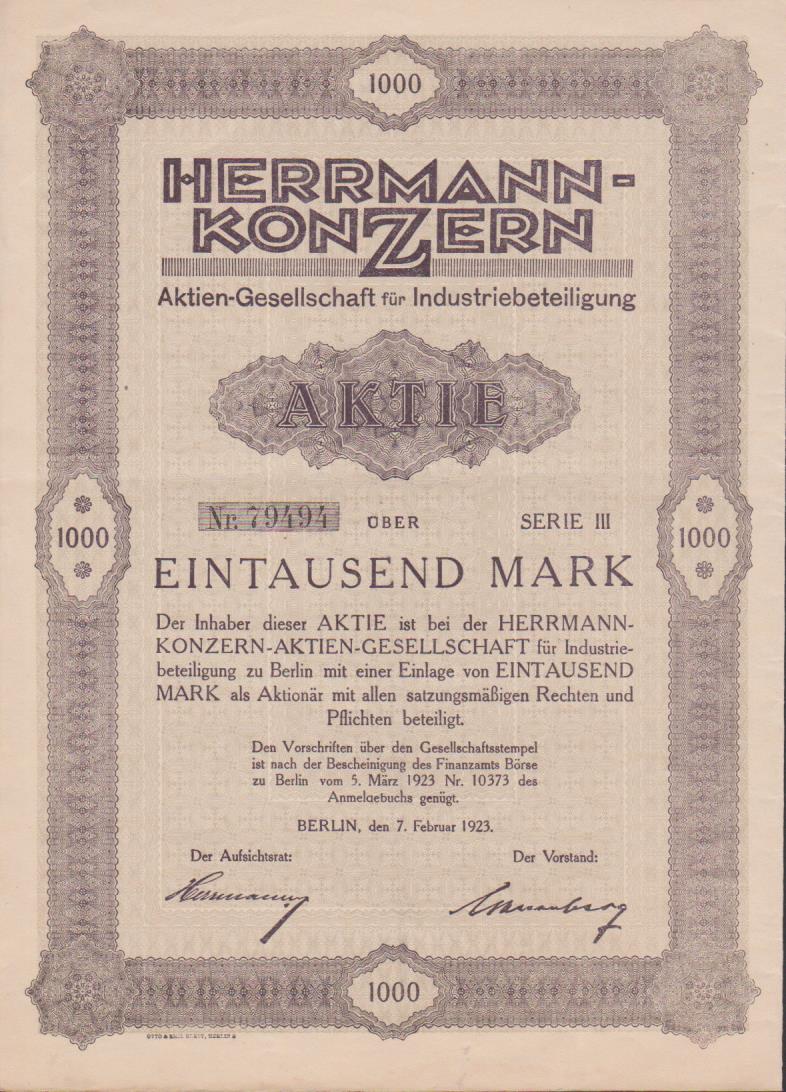 1000
HERRMANN-
KONZERN
Aktien-Gesellschaft für Industriebeteiligung
AKTIE
Nr. 79494 ÜBER SERIE III
1000 1000
EINTAUSEND MARK
Der Inhaber dieser AKTIE ist bei der HERRMANN-
KONZERN-AKTIEN-GESELLSCHAFT für Industrie-
beteiligung zu Berlin mit einer Einlage von EINTAUSEND
MARK als Aktionär mit allen satzungsmäßigen Rechten und
Pflichten beteiligt.
Den Vorschriften über den Gesellschaftsstempel
ist nach der Bescheinigung des Finanzamts Börse
zu Berlin vom 5. März 1923 Nr. 10373 des
Anmeldebuchs genügt.
BERLIN, den 7. Februar 1923.
Der Aufsichtsrat: Der Vorstand:
Herrmann
1000
OTTO & BERLIN